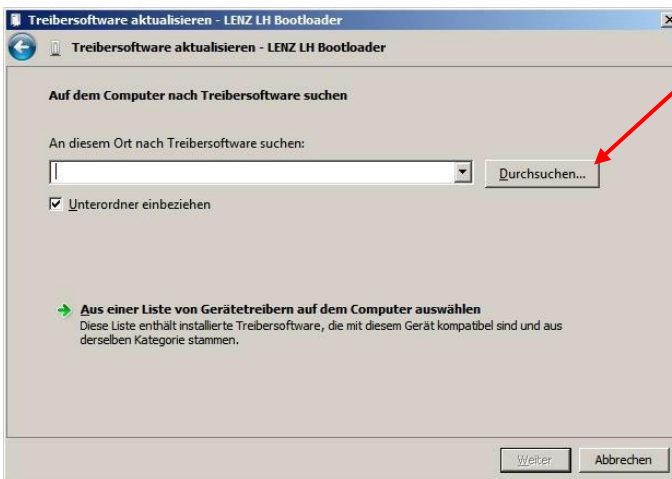 Treibersoftware aktualisieren - LENZ LH Bootloader
Treibersoftware aktualisieren - LENZ LH Bootloader
Auf dem Computer nach Treibersoftware suchen
An diesem Ort nach Treibersoftware suchen:
Durchsuchen...
Unterordner einbeziehen
Aus einer Liste von Gerätetreibern auf dem Computer auswählen
Diese Liste enthält installierte Treibersoftware, die mit diesem Gerät kompatibel sind und aus
derselben Kategorie stammen.
Weiter Abbrechen